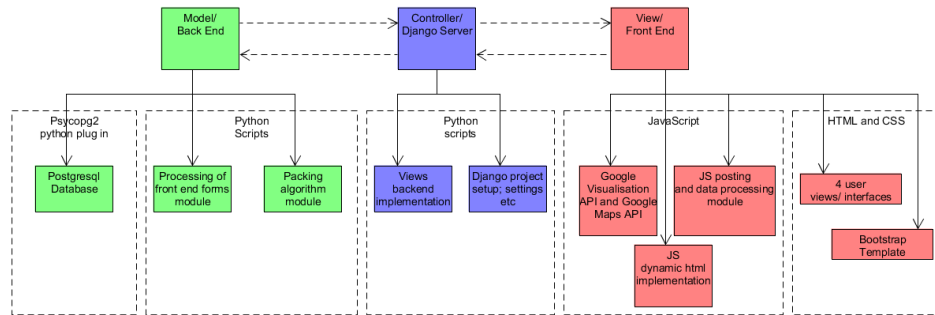 Model/
Back End
Controller/
Django Server
View/
Front End
Psycopg2
python plug in
Python
Scripts
Python
scripts
JavaScript
HTML and CSS
Postgresql
Database
Processing of
front end forms
module
Packing
algorithm
module
Views
backend
implementation
Django project
setup; settings
etc
Google
Visualisation
API and Google
Maps API
JS posting
and data processing
module
4 user
views/ interfaces
JS
dynamic html
implementation
Bootstrap
Template